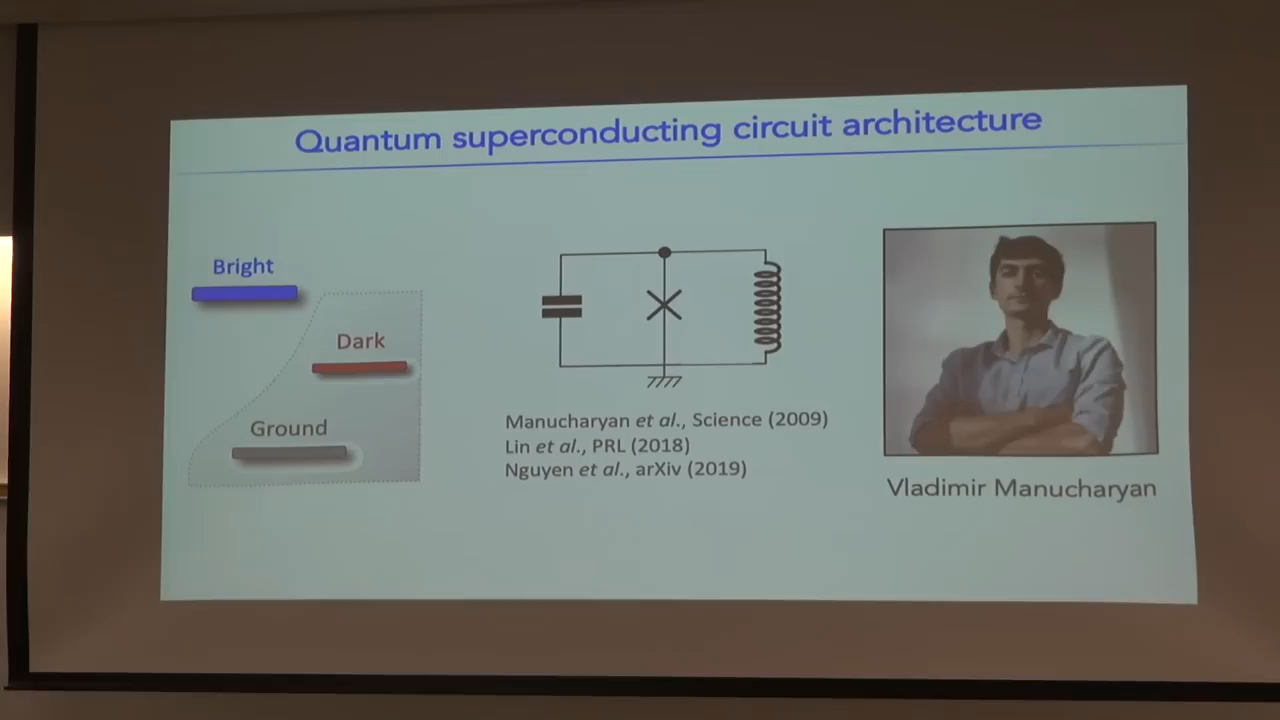 Quantum superconducting circuit architecture
Bright
Dark
Ground
Manucharyan et al., Science (2009)
Lin et al., PRL (2018)
Nguyen et al., arXiv (2019)
Vladimir Manucharyan